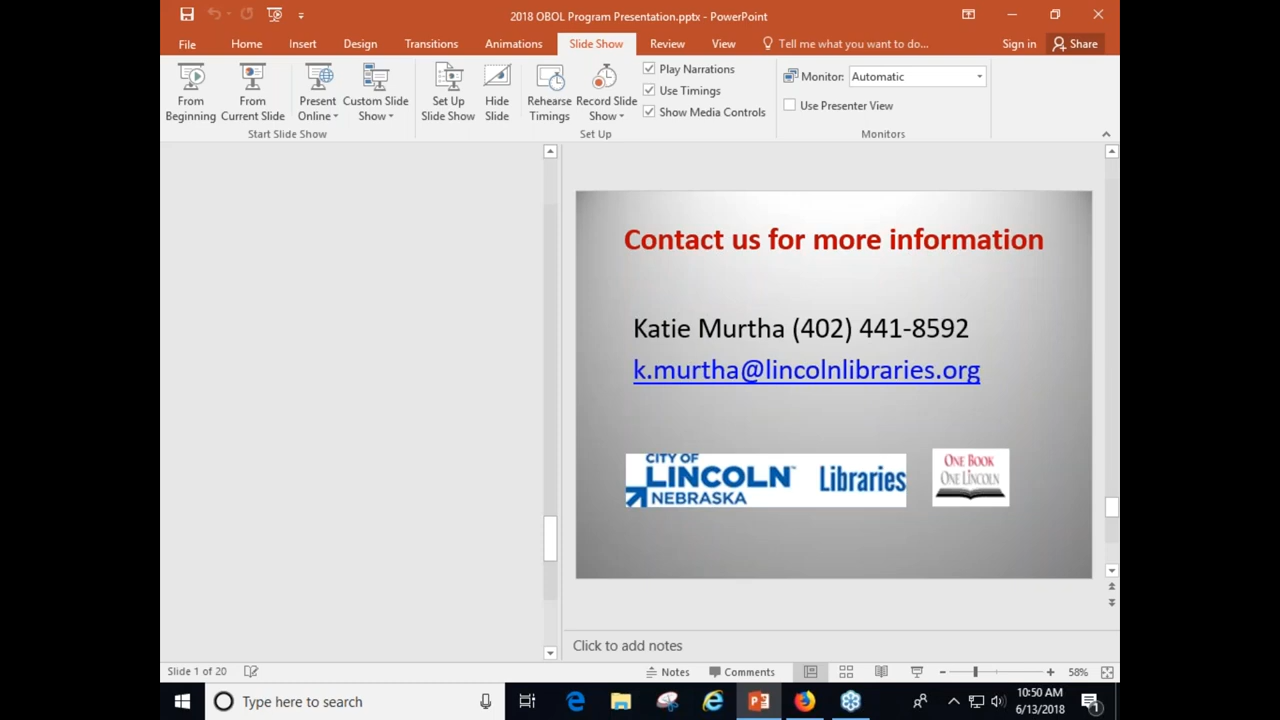 2018 OBOL Program Presentation.pptx - PowerPoint
File Home Insert Design Transitions Animations Slide Show Review View Tell me what you want to do... Sign in Share
From Beginning
From Current Slide
Present Online
Custom Slide Show
Set Up Slide Show
Hide Slide
Rehearse Timings
Record Slide Show
Play Narrations
Use Timings
Show Media Controls
Monitor: Automatic
Use Presenter View
Start Slide Show
Set Up
Monitors
Contact us for more information
Katie Murtha (402) 441-8592
k.murtha@lincolnlibraries.org
CITY OF
LINCOLN™ Libraries
NEBRASKA
ONE BOOK
ONE LINCOLN
Click to add notes
Slide 1 of 20 Notes Comments 58%
Type here to search
10:50 AM
6/13/2018
1